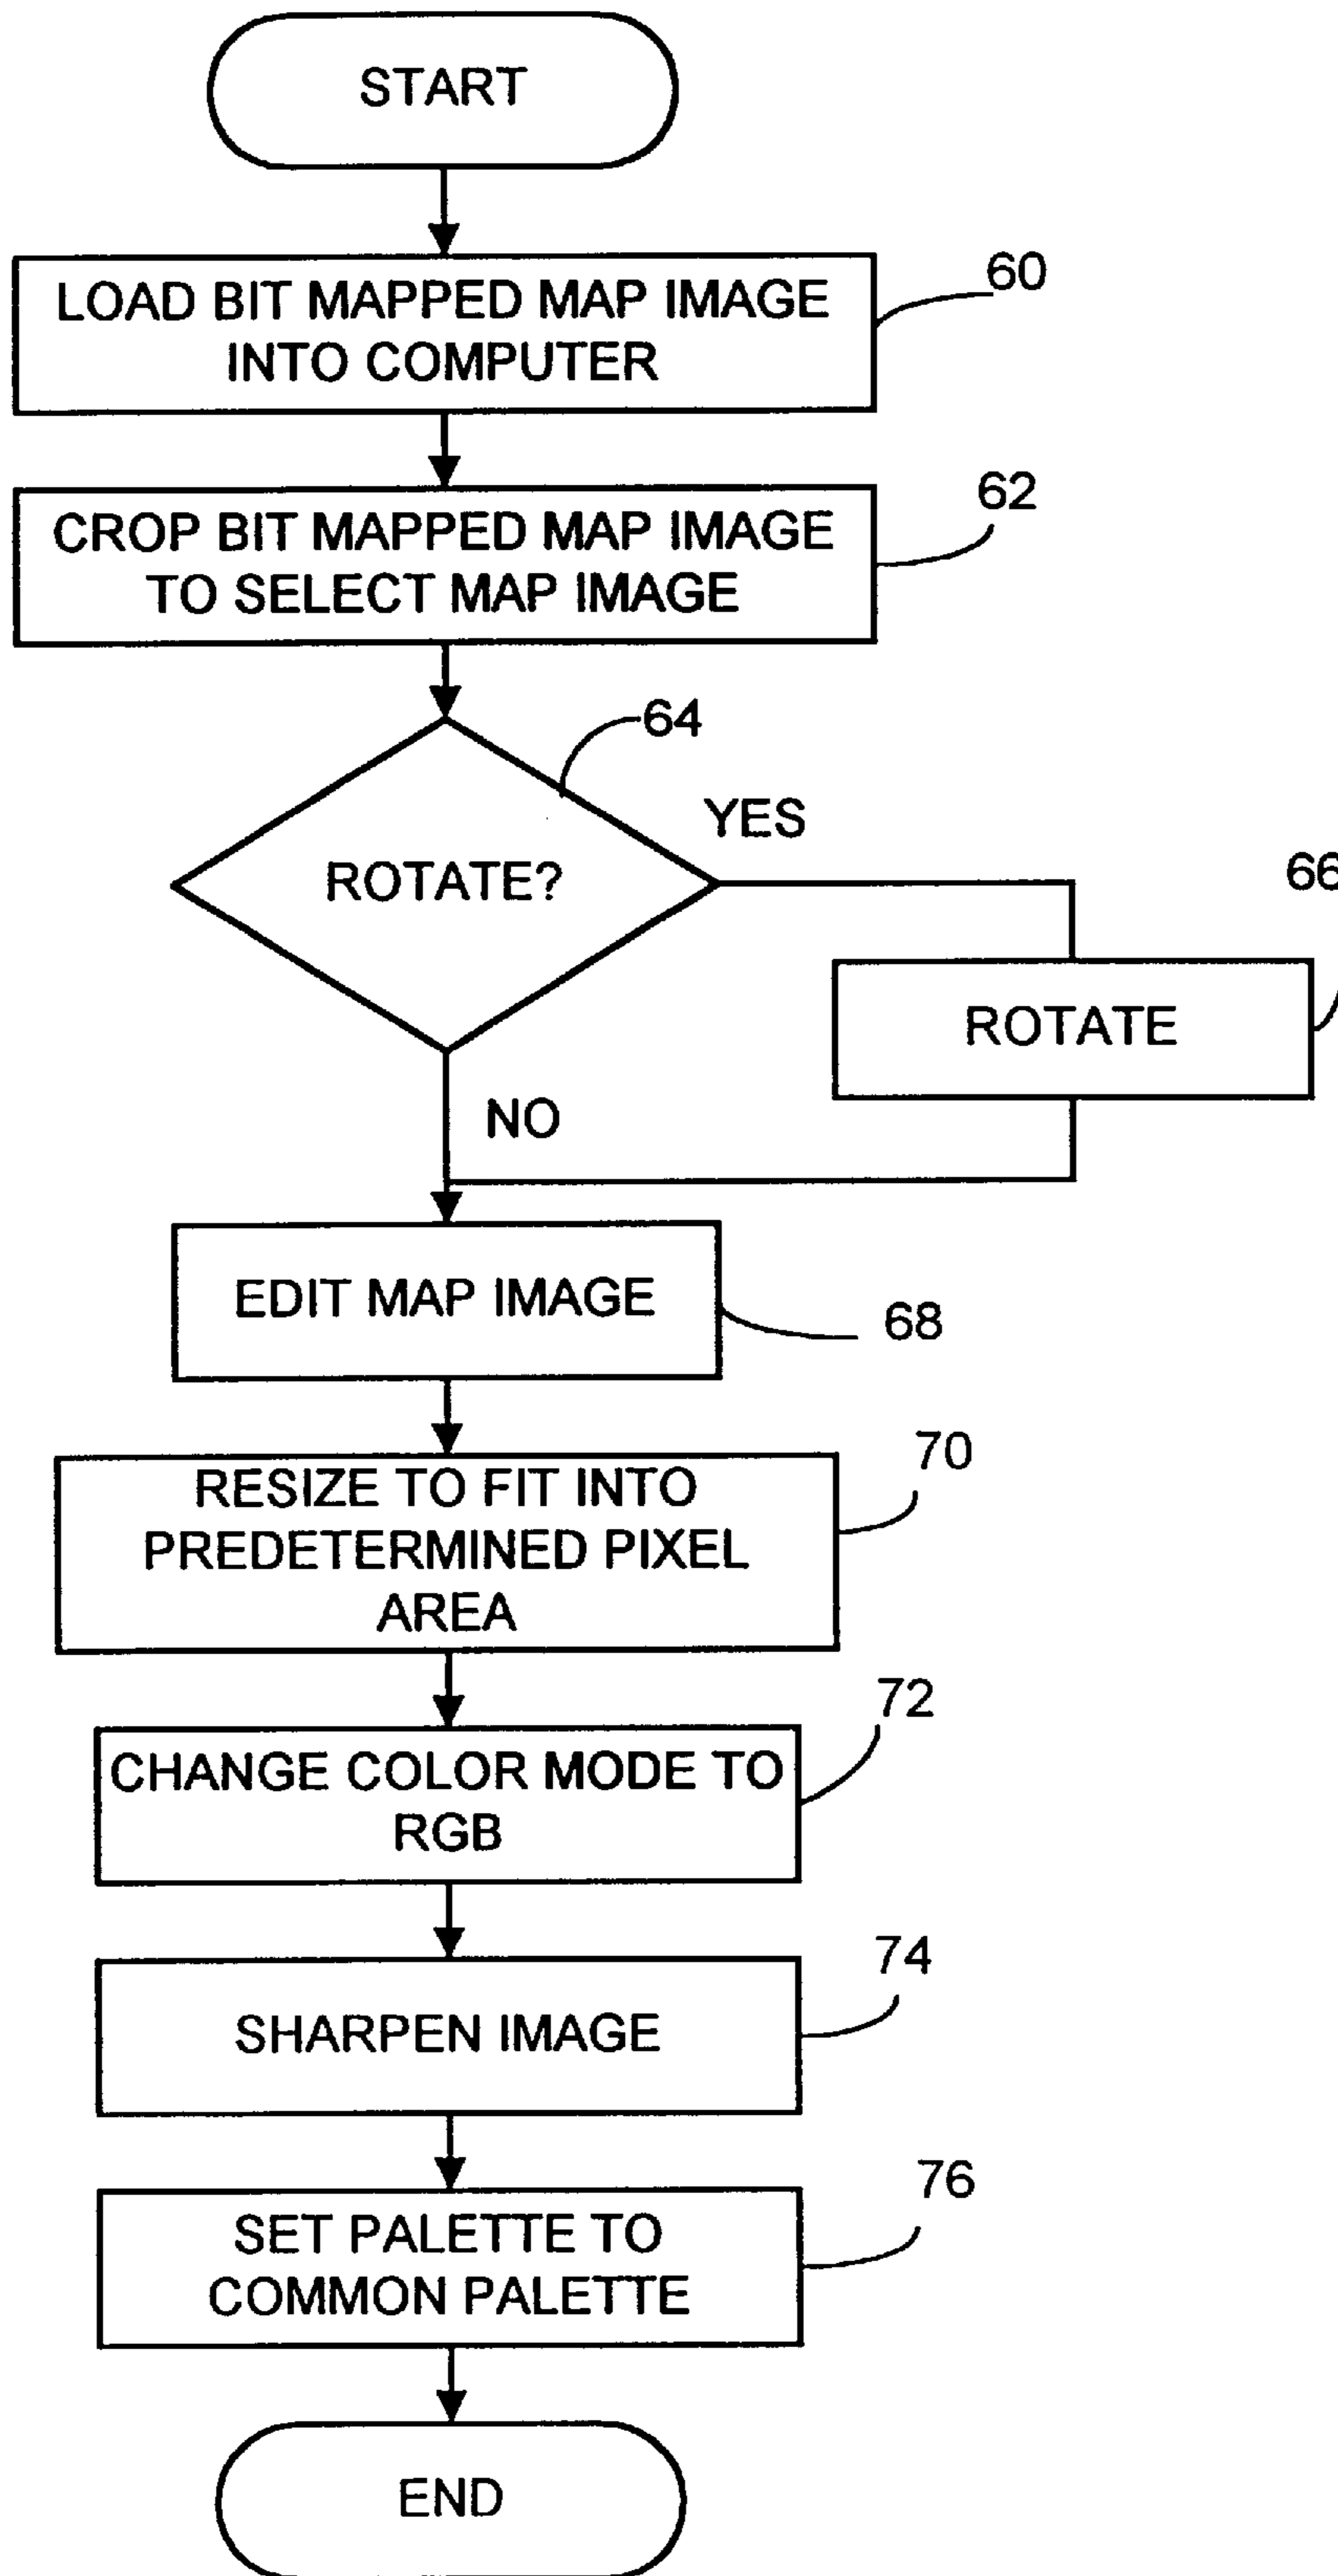 START
LOAD BIT MAPPED MAP IMAGE
INTO COMPUTER
60
CROP BIT MAPPED MAP IMAGE
TO SELECT MAP IMAGE
62
64
ROTATE?
YES
66
ROTATE
NO
EDIT MAP IMAGE
68
RESIZE TO FIT INTO
PREDETERMINED PIXEL
AREA
70
CHANGE COLOR MODE TO
RGB
72
SHARPEN IMAGE
74
SET PALETTE TO
COMMON PALETTE
76
END